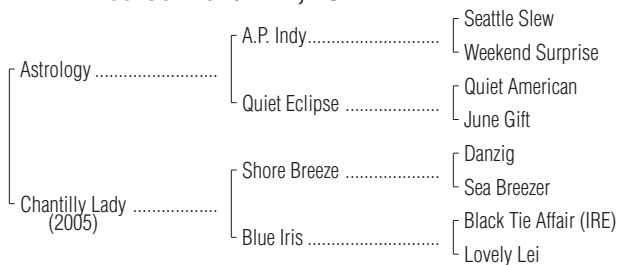 Seattle Slew
A.P. Indy
Weekend Surprise
Astrology
Quiet American
Quiet Eclipse
June Gift
Danzig
Shore Breeze
Sea Breezer
Chantilly Lady
(2005)
Black Tie Affair (IRE)
Blue Iris
Lovely Lei